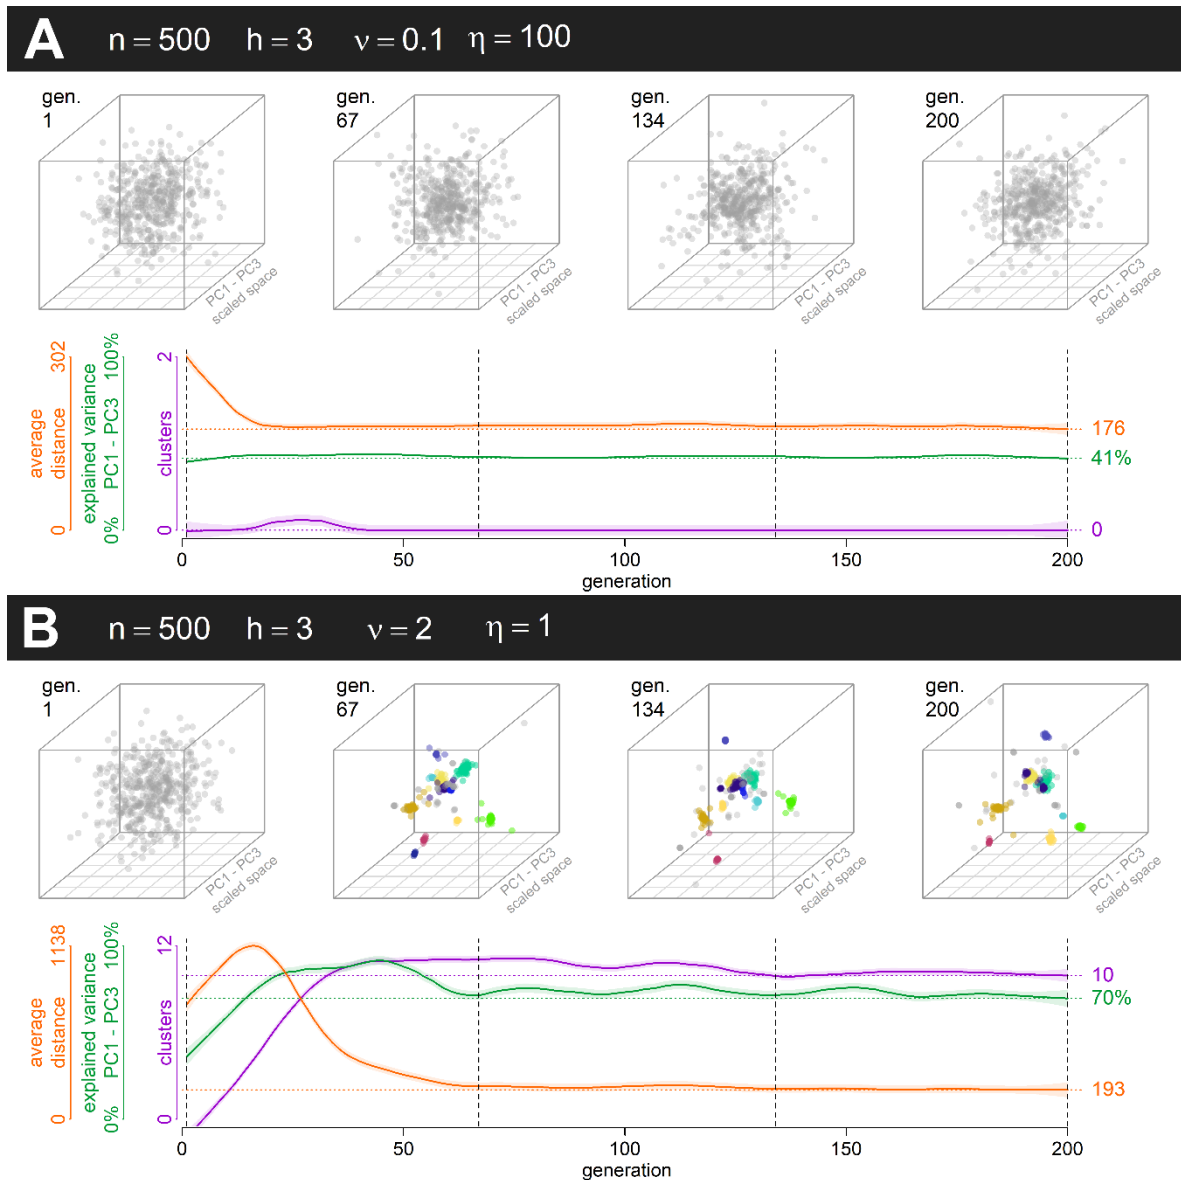 A n = 500 h = 3 ν = 0.1 η = 100
gen.
1
gen.
67
gen.
134
gen.
200
PC1 - PC3
scaled space
PC1 - PC3
scaled space
PC1 - PC3
scaled space
PC1 - PC3
scaled space
average
distance
0 302
explained variance
PC1 - PC3
0% 100%
clusters
0 2
176
41%
0
0 50 100 150 200
generation
B n = 500 h = 3 ν = 2 η = 1
gen.
1
gen.
67
gen.
134
gen.
200
PC1 - PC3
scaled space
PC1 - PC3
scaled space
PC1 - PC3
scaled space
PC1 - PC3
scaled space
average
distance
0 1138
explained variance
PC1 - PC3
0% 100%
clusters
0 12
10
70%
193
0 50 100 150 200
generation